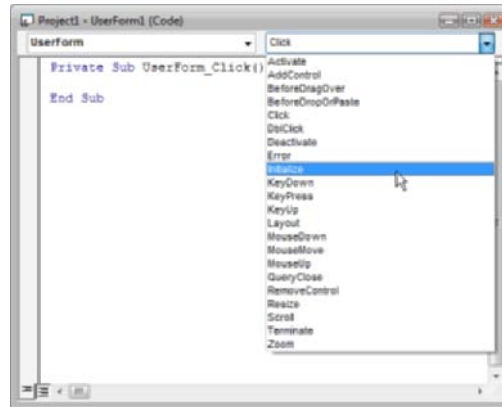 Project1 - UserForm1 (Code)
UserForm
Click
Private Sub UserForm_Click()
End Sub
Activate
AddControl
BeforeDragOver
BeforeDropOrPaste
Click
DblClick
Deactivate
Error
Initialize
KeyDown
KeyPress
KeyUp
Layout
MouseDown
MouseMove
MouseUp
QueryClose
RemoveControl
Resize
Scroll
Terminate
Zoom